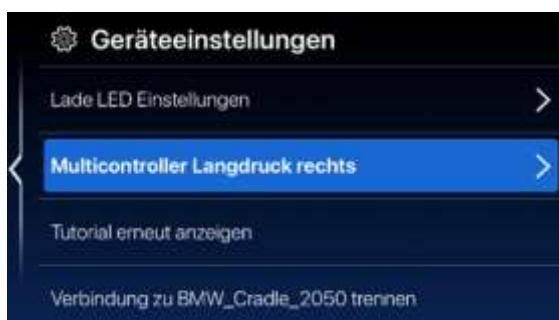 Geräteeinstellungen
Lade LED Einstellungen
Multicontroller Langdruck rechts
Tutorial erneut anzeigen
Verbindung zu BMW_Cradle_2050 trennen